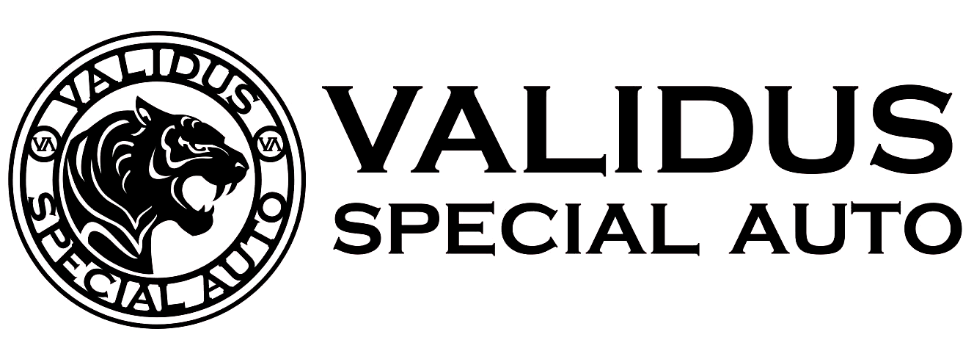 VALIDUS
VA VA
SPECIAL AUTO
VALIDUS
SPECIAL AUTO